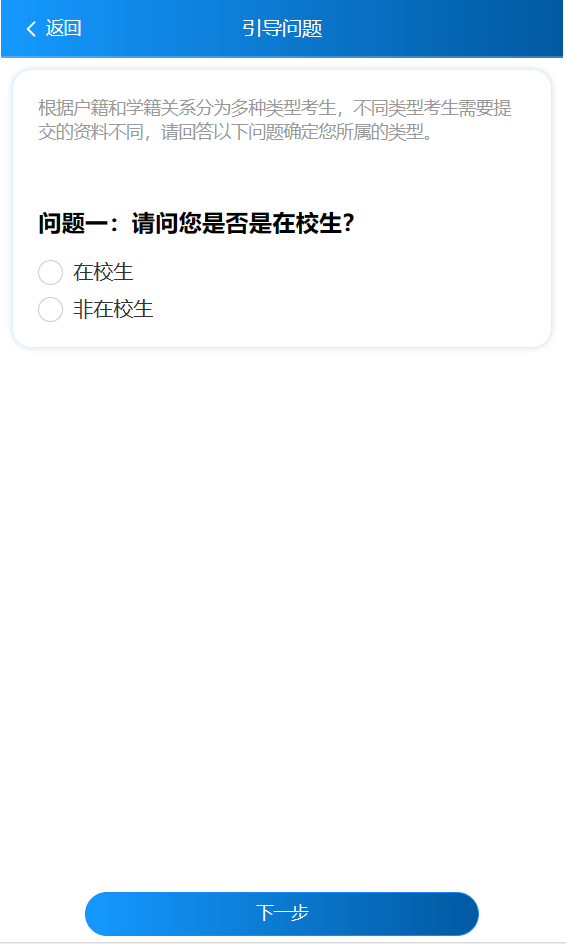 返回
引导问题
根据户籍和学籍关系分为多种类型考生，不同类型考生需要提
交的资料不同，请回答以下问题确定您所属的类型。
问题一：请问您是否是在校生？
在校生
非在校生
下一步